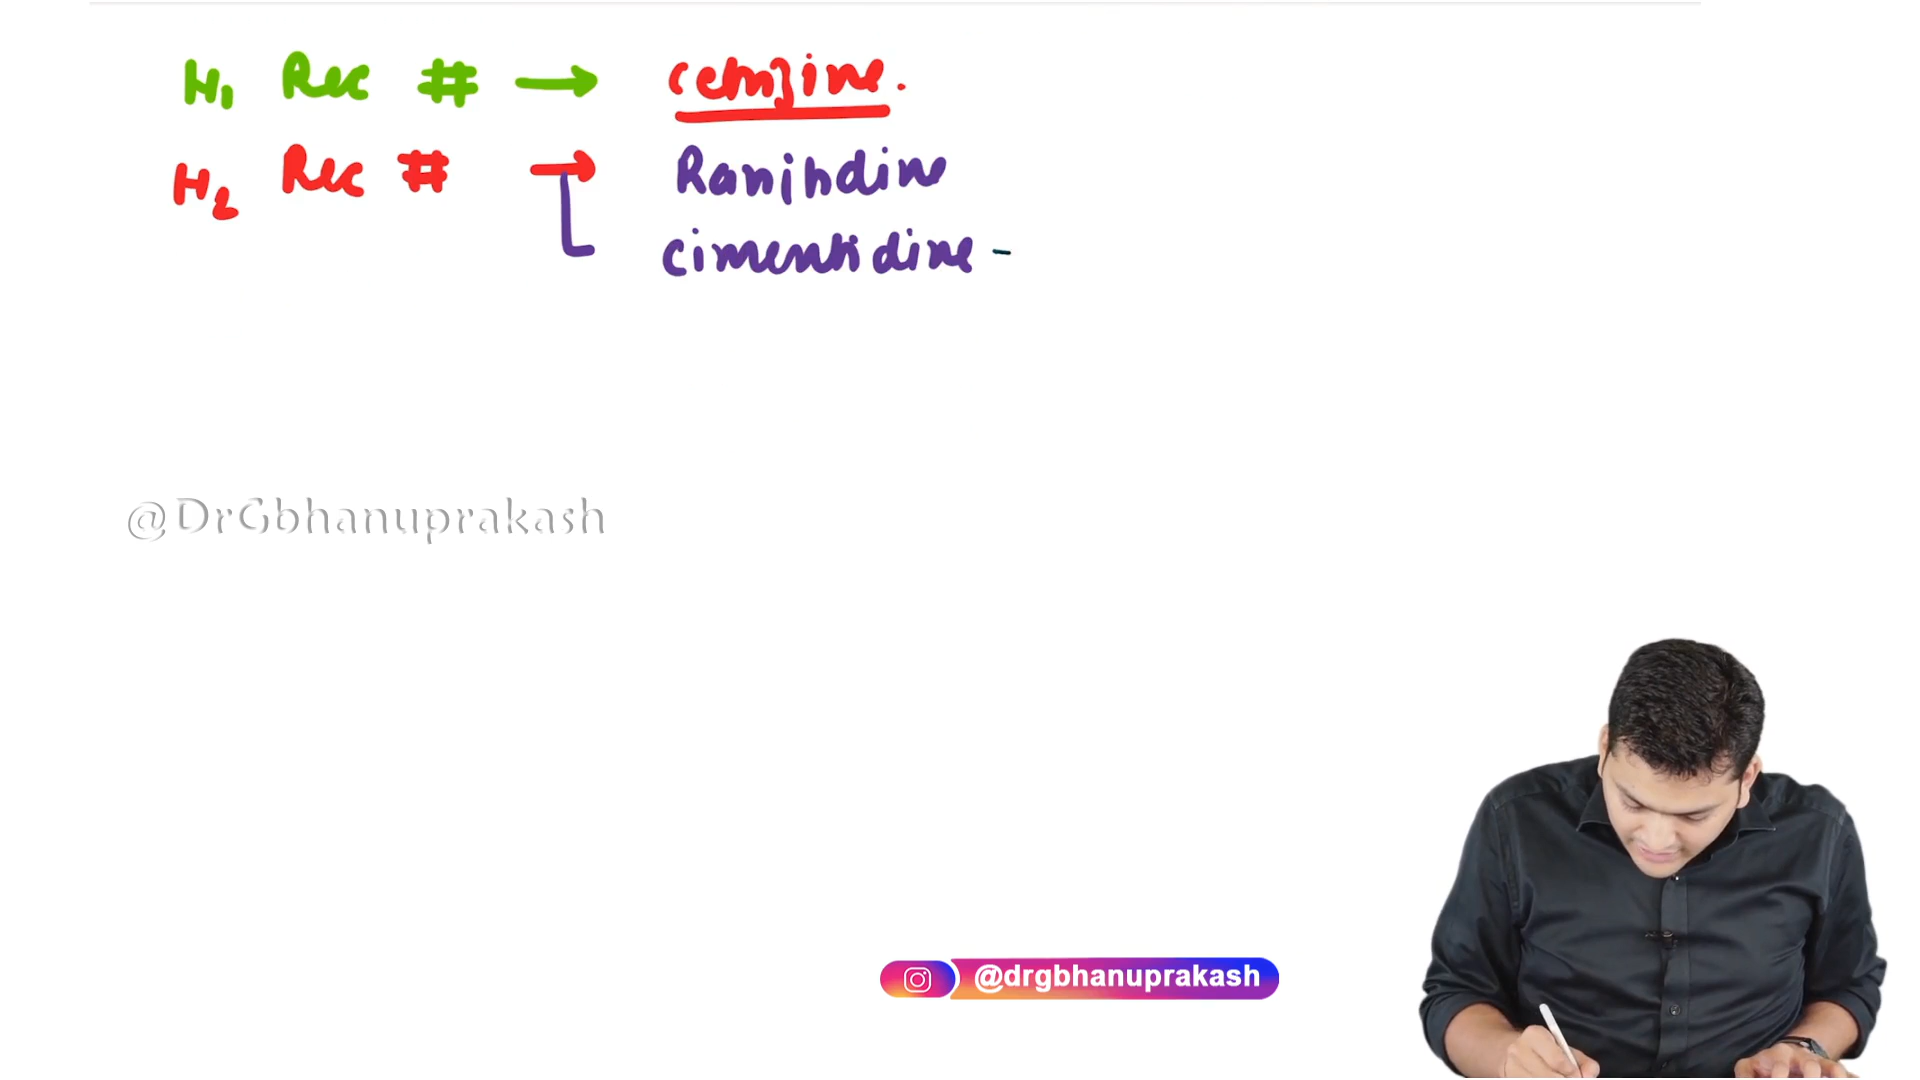 H₁ Rec # → cetrizine.
H₂ Rec # → Ranitidine
cimentidine -
@DrGbhanuprakash
@drgbhanuprakash